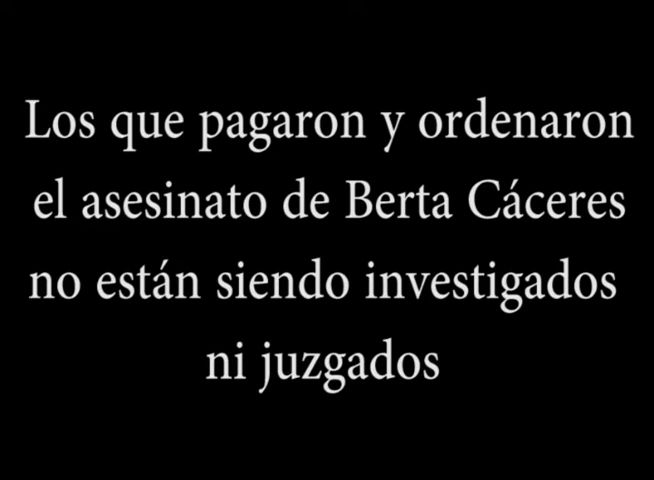 Los que pagaron y ordenaron
el asesinato de Berta Cáceres
no están siendo investigados
ni juzgados